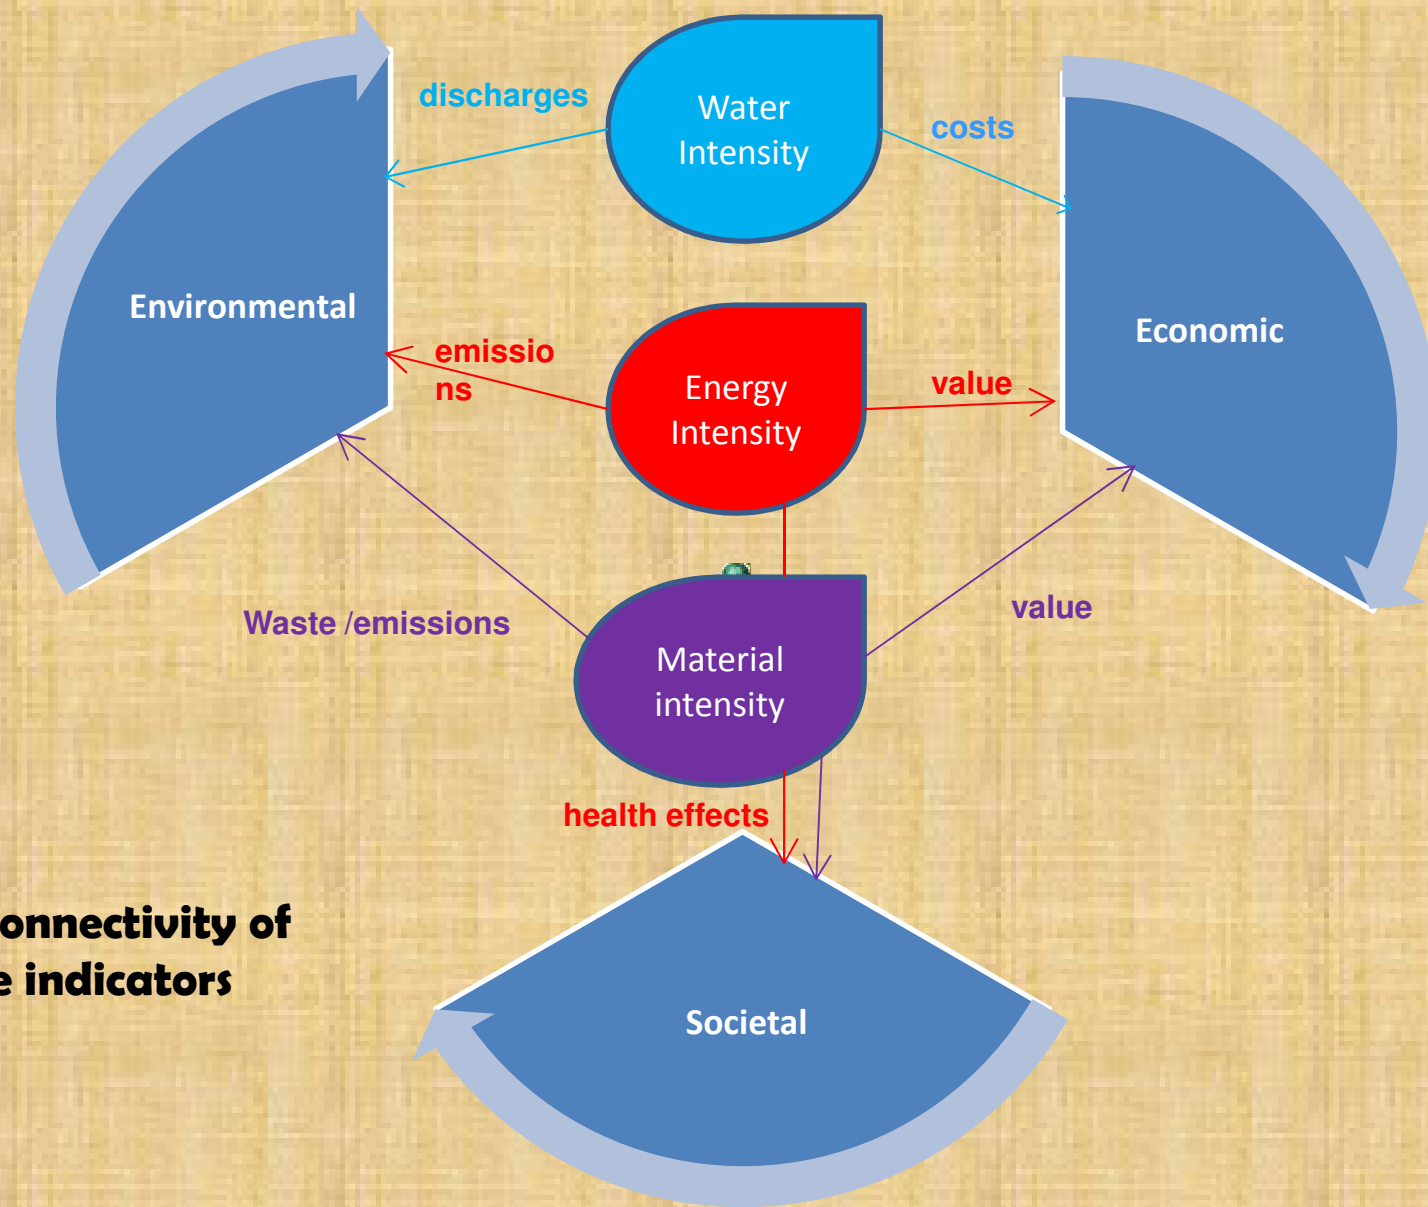 discharges
Water
Intensity
costs
Environmental
Economic
emissio
ns
Energy
Intensity
value
Waste /emissions
value
Material
intensity
health effects
onnectivity of
e indicators
Societal